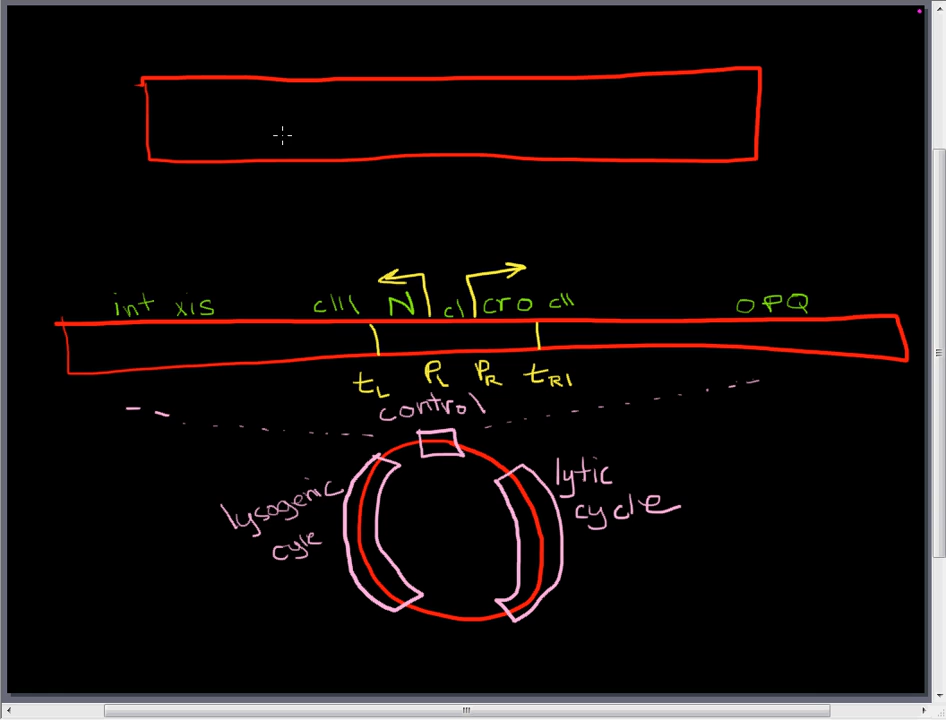 int xis cIII N cI cro cII OPQ
tL PL PR tR1
control
lysogenic
cyle
lytic
cycle